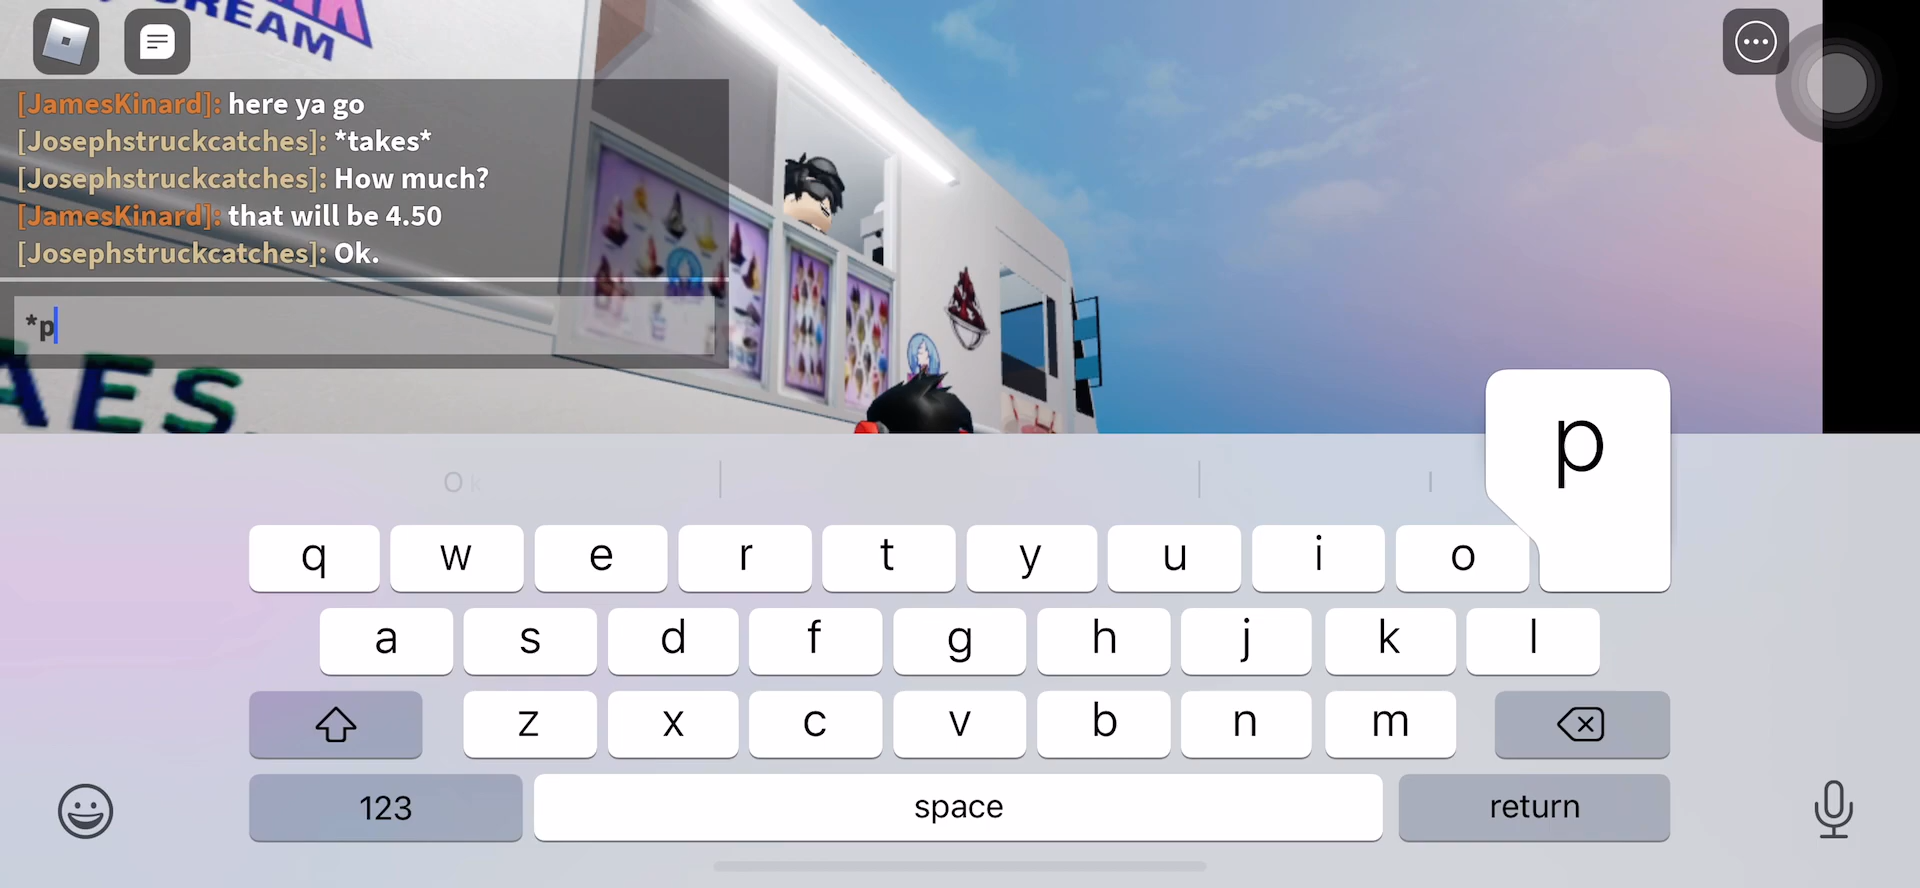 CREAM
[JamesKinard]: here ya go
[Josephstruckcatches]: *takes*
[Josephstruckcatches]: How much?
[JamesKinard]: that will be 4.50
[Josephstruckcatches]: Ok.
*p
AES
Ok I
p
q w e r t y u i o
a s d f g h j k l
z x c v b n m
123 space return